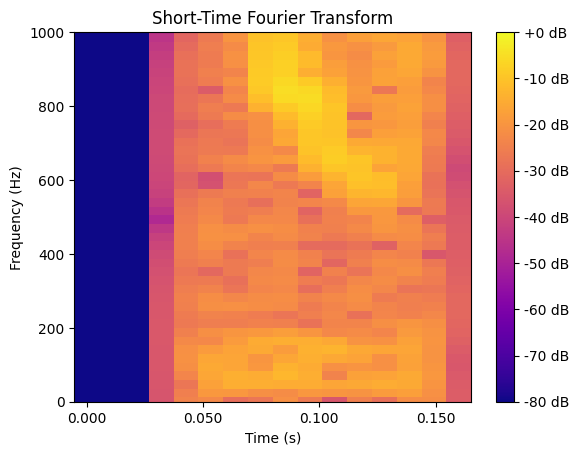 Short-Time Fourier Transform
1000
800
600
400
200
0
Frequency (Hz)
0.000
0.050
0.100
0.150
Time (s)
+0 dB
-10 dB
-20 dB
-30 dB
-40 dB
-50 dB
-60 dB
-70 dB
-80 dB